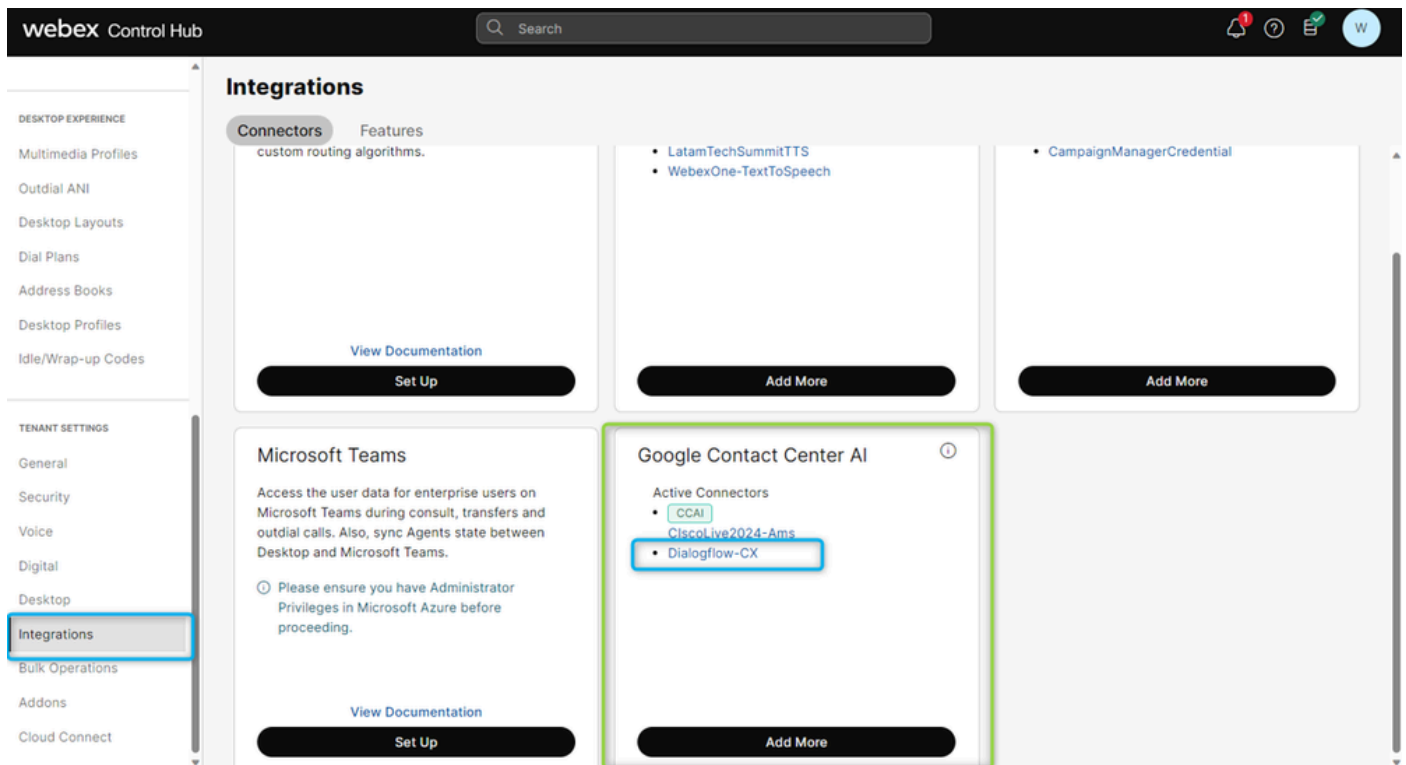 webex Control Hub
Search
1
W
DESKTOP EXPERIENCE
Multimedia Profiles
Outdial ANI
Desktop Layouts
Dial Plans
Address Books
Desktop Profiles
Idle/Wrap-up Codes
TENANT SETTINGS
General
Security
Voice
Digital
Desktop
Integrations
Bulk Operations
Addons
Cloud Connect
Integrations
Connectors Features
custom routing algorithms.
View Documentation
Set Up
• LatamTechSummitTTS
• WebexOne-TextToSpeech
Add More
• CampaignManagerCredential
Add More
Microsoft Teams
Access the user data for enterprise users on
Microsoft Teams during consult, transfers and
outdial calls. Also, sync Agents state between
Desktop and Microsoft Teams.
Please ensure you have Administrator
Privileges in Microsoft Azure before
proceeding.
View Documentation
Set Up
Google Contact Center AI
Active Connectors
• CCAI
CIscoLive2024-Ams
• Dialogflow-CX
Add More